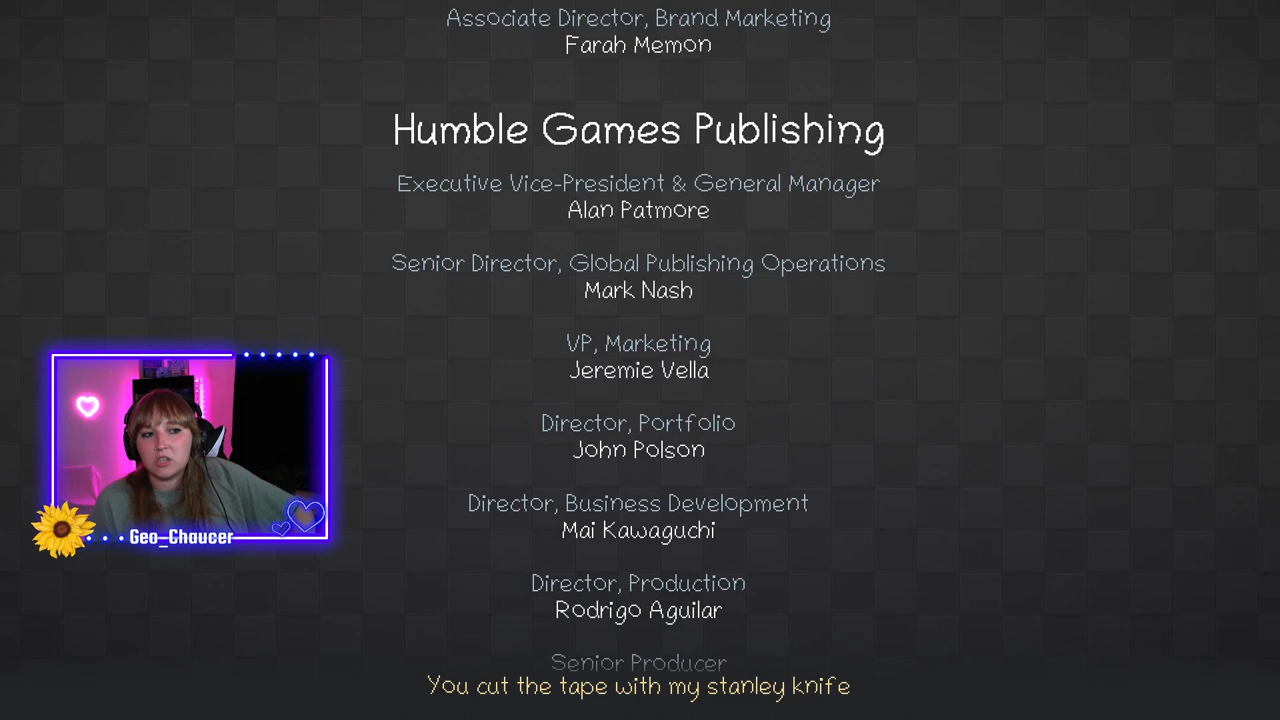 Associate Director, Brand Marketing
Farah Memon
Humble Games Publishing
Executive Vice-President & General Manager
Alan Patmore
Senior Director, Global Publishing Operations
Mark Nash
VP, Marketing
Jeremie Vella
Director, Portfolio
John Polson
Director, Business Development
Mai Kawaguchi
Director, Production
Rodrigo Aguilar
Senior Producer
You cut the tape with my stanley knife
Geo_Chaucer